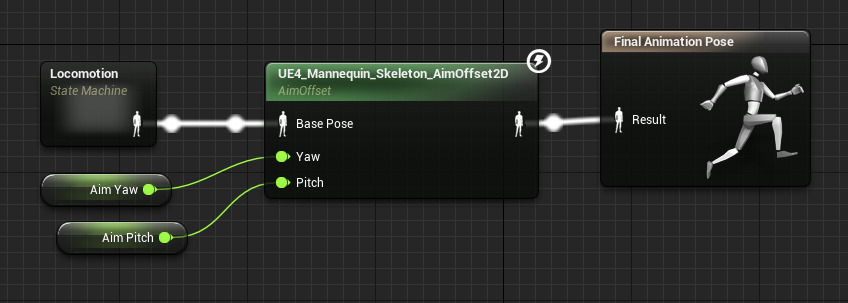 Locomotion
State Machine
UE4_Mannequin_Skeleton_AimOffset2D
AimOffset
Base Pose
Yaw
Pitch
Aim Yaw
Aim Pitch
Final Animation Pose
Result